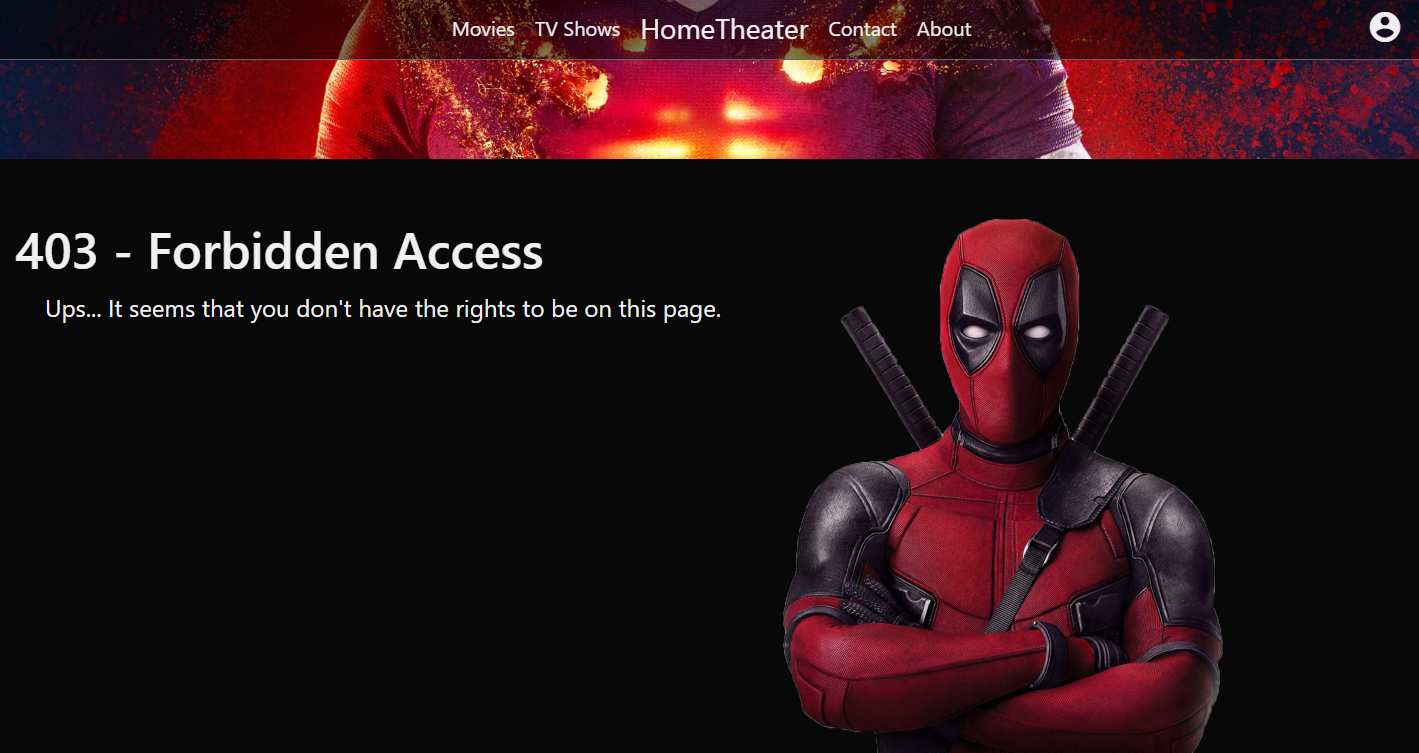 Movies TV Shows HomeTheater Contact About
403 - Forbidden Access
Ups... It seems that you don't have the rights to be on this page.